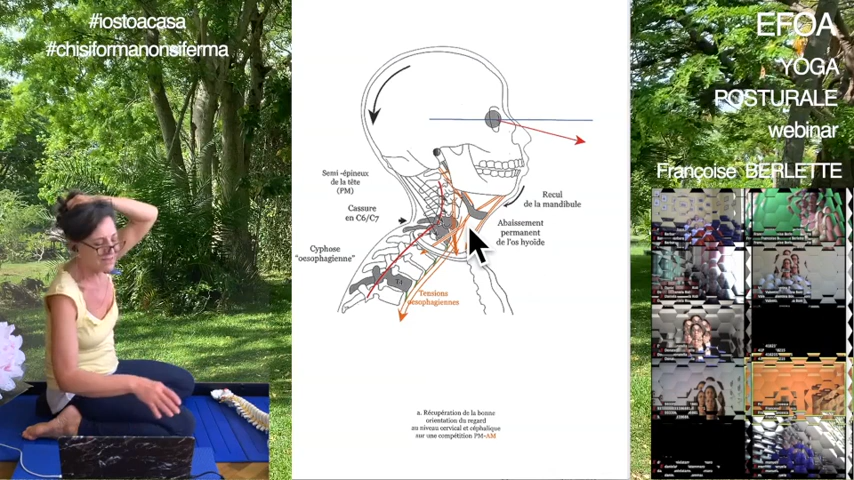 #iostoacasa
#chisiformanonsiferma
Semi-épineux
de la tête
(PM)
Cassure
en C6/C7
Cyphose
"oesophagienne"
Recul
de la mandibule
Abaissement
permanent
de l'os hyoïde
T1
Tensions
oesophagiennes
a. Récupération de la bonne
orientation du regard
au niveau cervical et céphalique
sur une compétition PM-AM
EFOA
YOGA
POSTURALE
webinar
Françoise BERLETTE